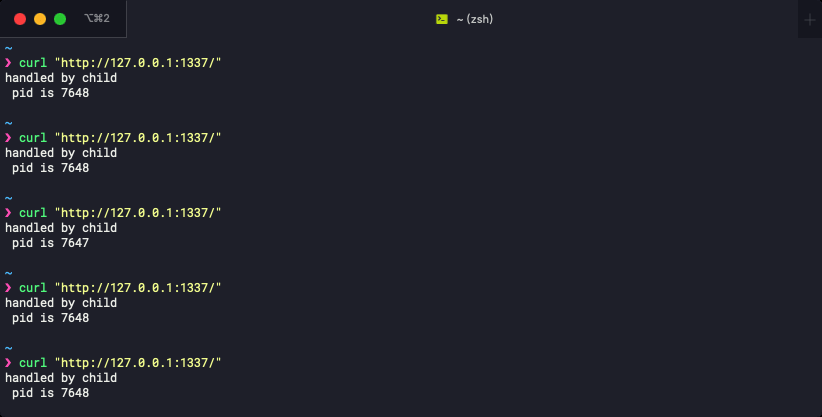 ⌥⌘2
~ (zsh)
~
❯ curl "http://127.0.0.1:1337/"
handled by child
pid is 7648
~
❯ curl "http://127.0.0.1:1337/"
handled by child
pid is 7648
~
❯ curl "http://127.0.0.1:1337/"
handled by child
pid is 7647
~
❯ curl "http://127.0.0.1:1337/"
handled by child
pid is 7648
~
❯ curl "http://127.0.0.1:1337/"
handled by child
pid is 7648